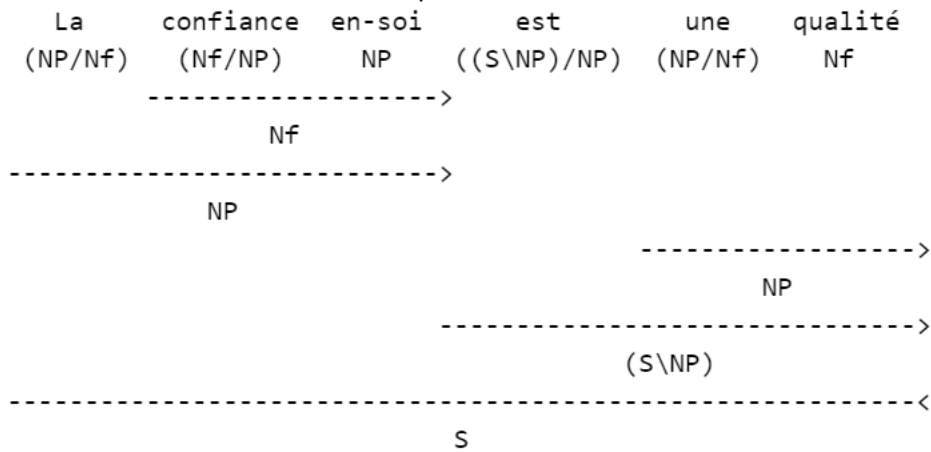 La confiance en-soi est une qualité
(NP/Nf) (Nf/NP) NP ((S\NP)/NP) (NP/Nf) Nf
------------------->
Nf
---------------------------->
NP
------------------>
NP
------------------------------->
(S\NP)
-----------------------------------------------------------<
S